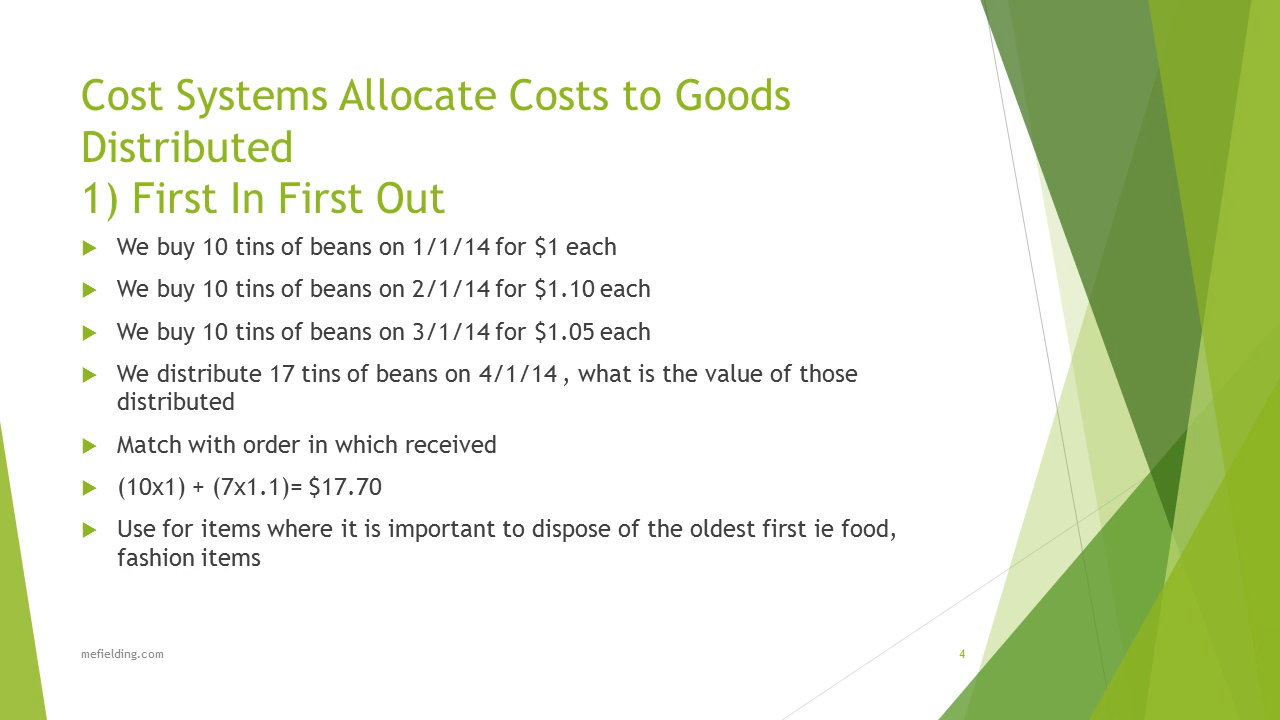 Cost Systems Allocate Costs to Goods
Distributed
1) First In First Out
We buy 10 tins of beans on 1/1/14 for $1 each
We buy 10 tins of beans on 2/1/14 for $1.10 each
We buy 10 tins of beans on 3/1/14 for $1.05 each
We distribute 17 tins of beans on 4/1/14 , what is the value of those
distributed
Match with order in which received
(10x1) + (7x1.1)= $17.70
Use for items where it is important to dispose of the oldest first ie food,
fashion items
mefielding.com
4